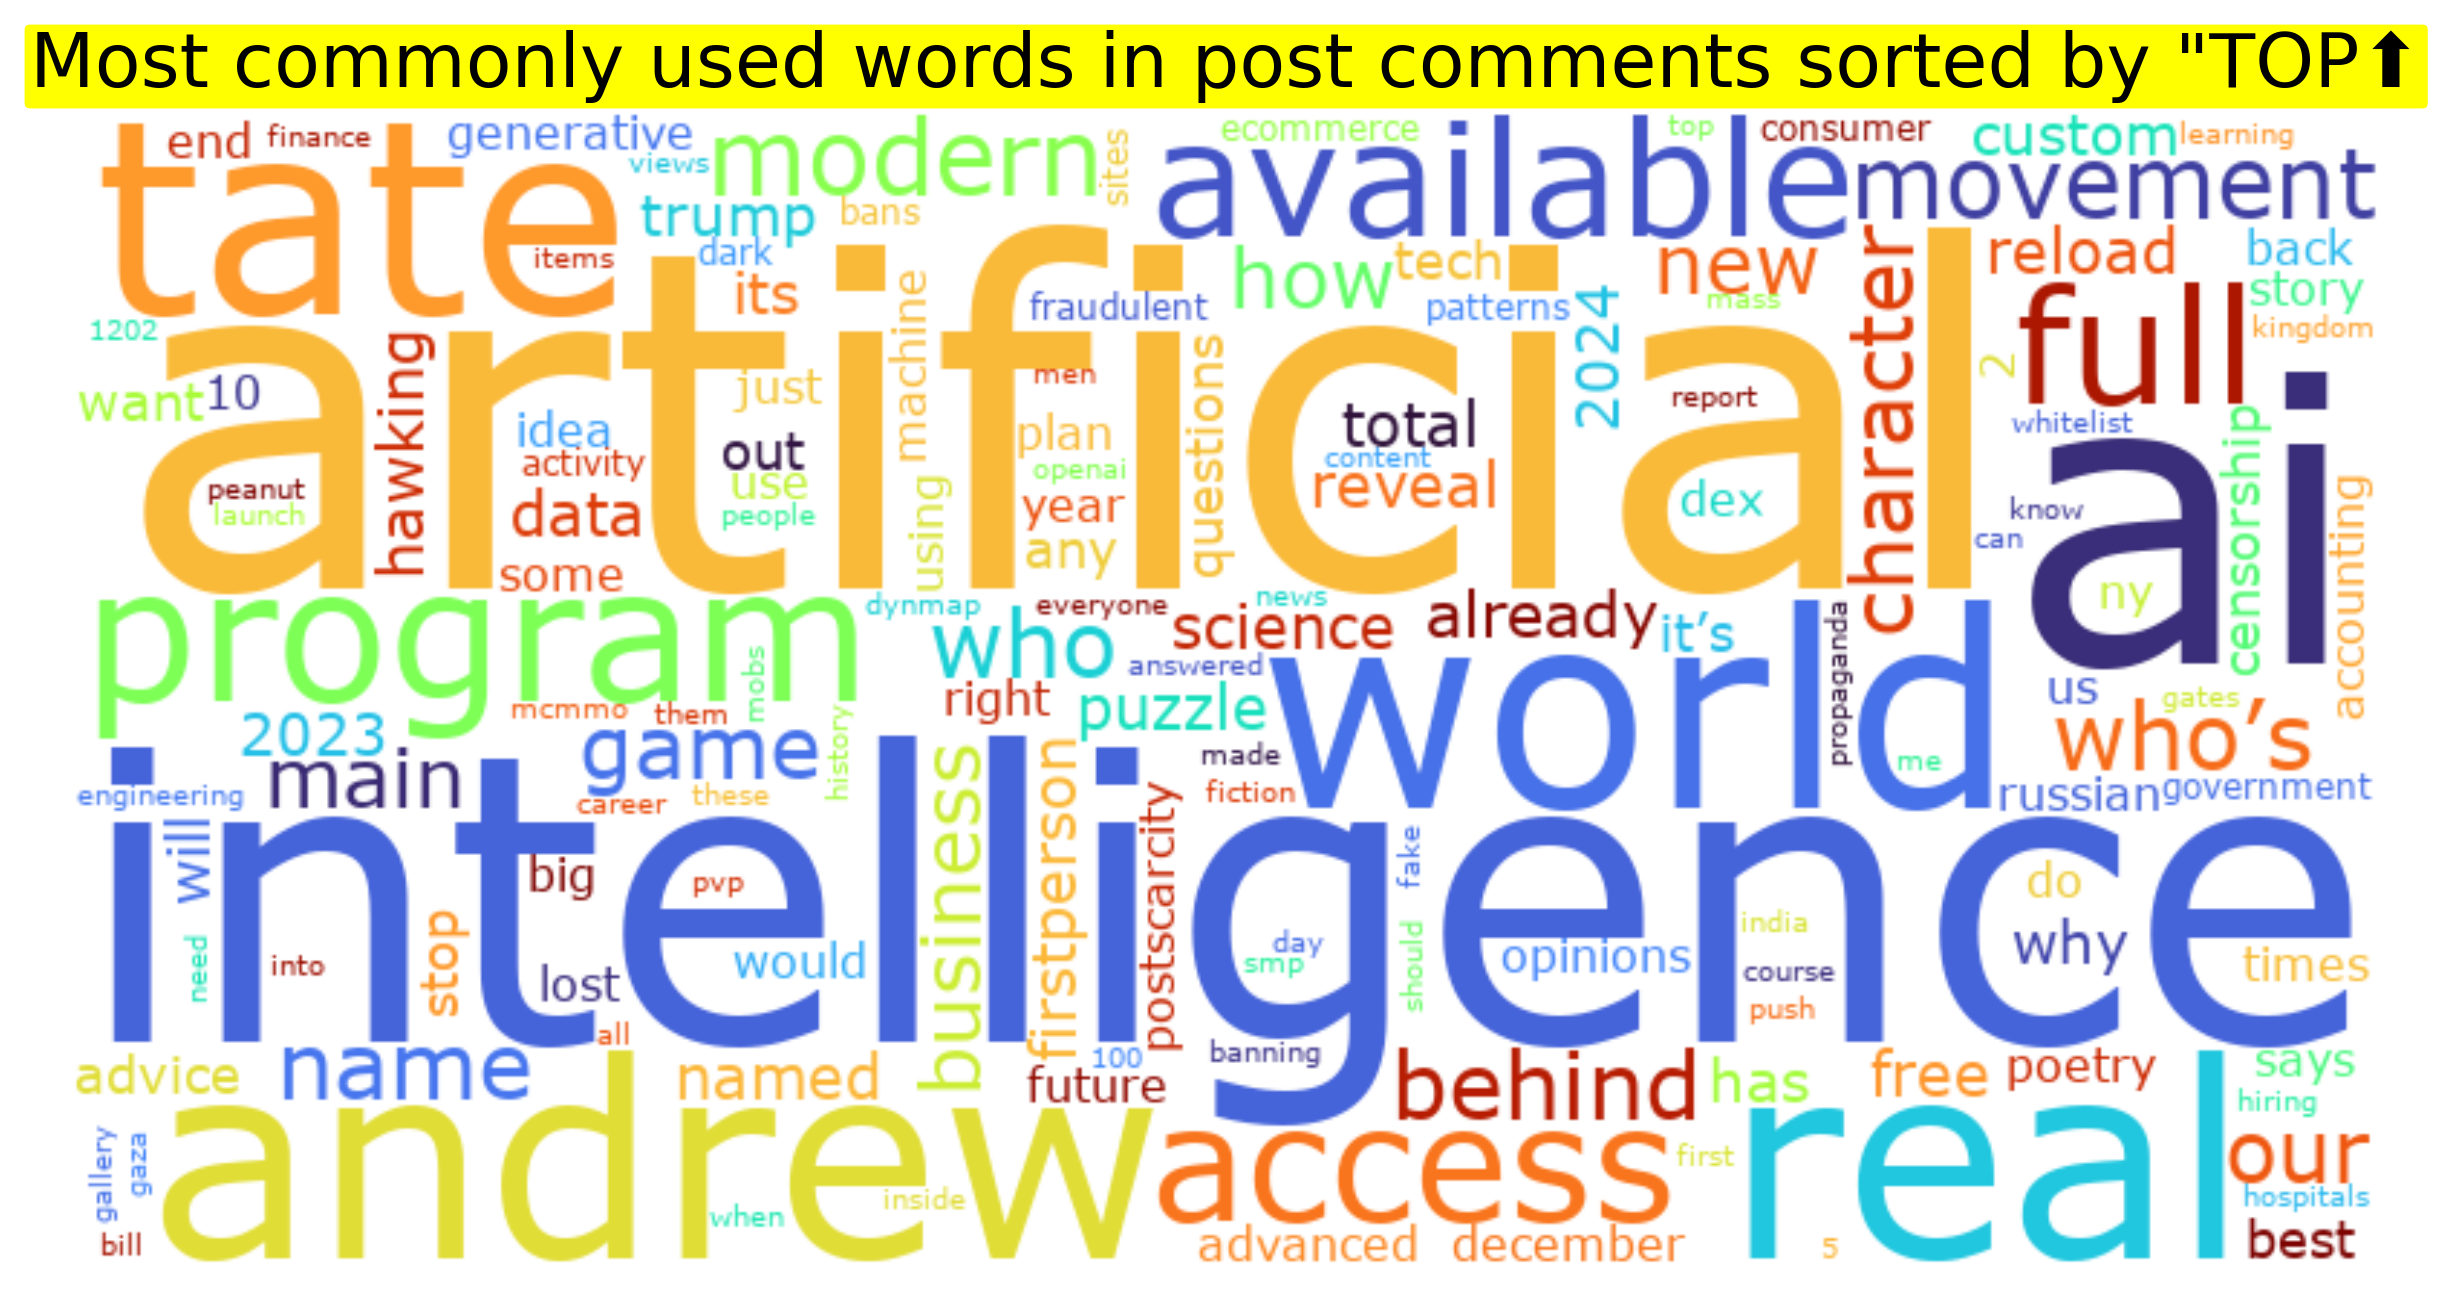 Most commonly used words in post comments sorted by "TOP⬆
tate
end
finance
generative
views
modern
sites
ecommerce
available
top
consumer
custom
learning
movement
trump
bans
dark
items
its
artificial
machine
fraudulent
how
tech
patterns
2024
new
mass
character
reload
back
story
kingdom
full
2
1202
want
10
hawking
idea
activity
just
out
use
people
data
some
peanut
launch
using
men
plan
openai
year
any
questions
total
content
reveal
report
dex
whitelist
ai
know
can
censorship
accounting
ny
program
dynmap
everyone
who
news
science
answered
already
it’s
world
propaganda
mobs
mcmmo
them
right
puzzle
us
gates
who’s
me
russian
government
2023
main
game
history
engineering
career
these
business
firstperson
made
fiction
postscarcity
intelligence
will
big
pvp
fake
do
why
times
need
into
stop
lost
would
day
smp
should
opinions
india
course
push
all
advice
name
named
100
future
banning
behind
has
free
poetry
says
hiring
andrew
access
first
real
our
gallery
gaza
bill
when
inside
advanced
december
5
hospitals
best